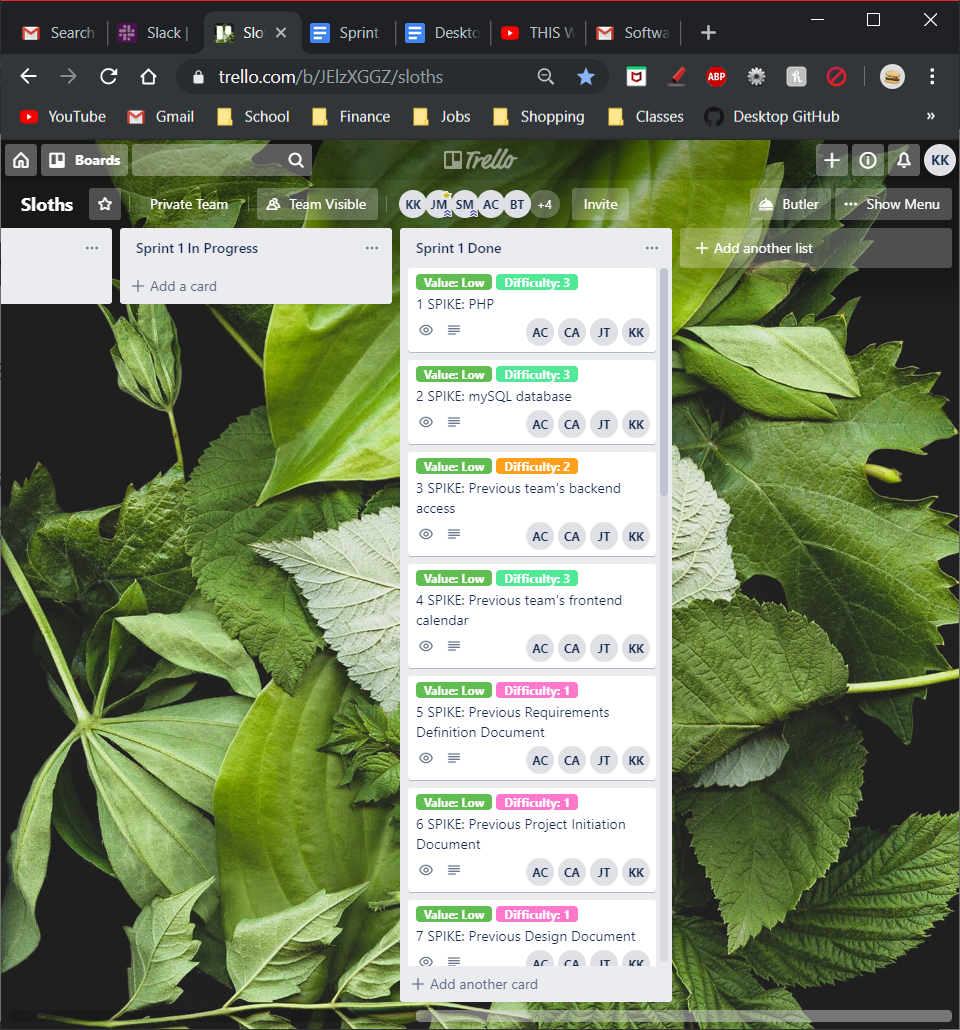 Search
Slack |
Slo
Sprint
Deskto
THIS W
Softwa
trello.com/b/JElzXGGZ/sloths
ABP
YouTube
Gmail
School
Finance
Jobs
Shopping
Classes
Desktop GitHub
»
Boards
Trello
KK
Sloths
Private Team
Team Visible
KK
JM
SM
AC
BT
+4
Invite
Butler
Show Menu
Sprint 1 In Progress
Add a card
Sprint 1 Done
Add another list
Value: Low Difficulty: 3
1 SPIKE: PHP
AC CA JT KK
Value: Low Difficulty: 3
2 SPIKE: mySQL database
AC CA JT KK
Value: Low Difficulty: 2
3 SPIKE: Previous team's backend
access
AC CA JT KK
Value: Low Difficulty: 3
4 SPIKE: Previous team's frontend
calendar
AC CA JT KK
Value: Low Difficulty: 1
5 SPIKE: Previous Requirements
Definition Document
AC CA JT KK
Value: Low Difficulty: 1
6 SPIKE: Previous Project Initiation
Document
AC CA JT KK
Value: Low Difficulty: 1
7 SPIKE: Previous Design Document
AC CA JT KK
Add another card